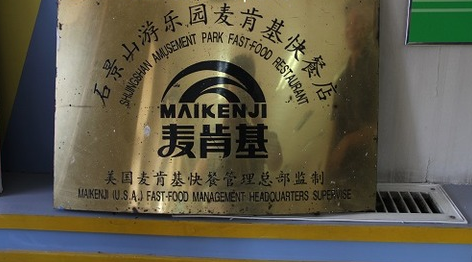 石景山游乐园麦肯基快餐店
SHIJINGSHAN AMUSEMENT PARK FAST-FOOD RESTAURANT
MAIKENJI
麦肯基
美国麦肯基快餐管理总部监制
MAIKENJI (U.S.A.) FAST-FOOD MANAGEMENT HEADQUARTERS SUPERVISE